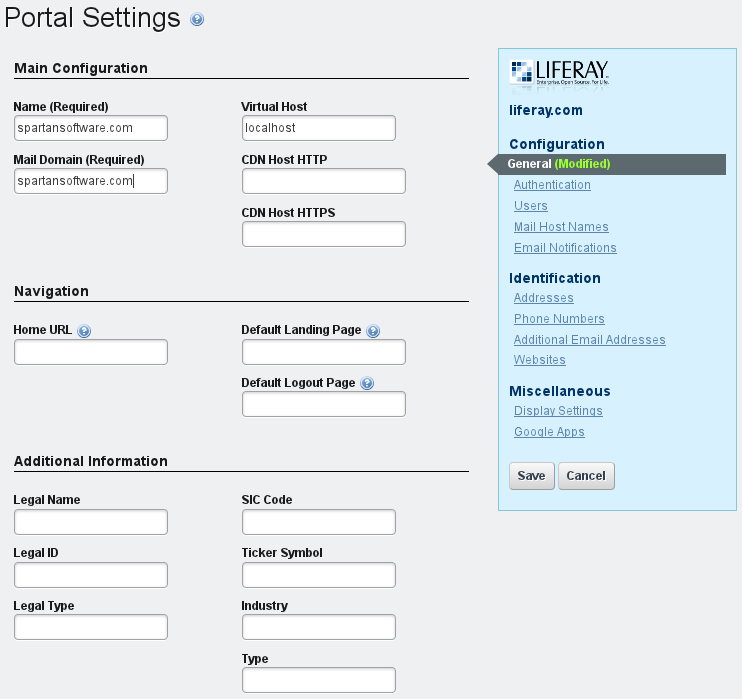 Portal Settings
Main Configuration
Name (Required)
spartansoftware.com
Virtual Host
localhost
Mail Domain (Required)
spartansoftware.com
CDN Host HTTP
CDN Host HTTPS
Navigation
Home URL
Default Landing Page
Default Logout Page
Additional Information
Legal Name
SIC Code
Legal ID
Ticker Symbol
Legal Type
Industry
Type
LIFERAY.
Enterprise. Open Source. For Life.
liferay.com
Configuration
General (Modified)
Authentication
Users
Mail Host Names
Email Notifications
Identification
Addresses
Phone Numbers
Additional Email Addresses
Websites
Miscellaneous
Display Settings
Google Apps
Save
Cancel